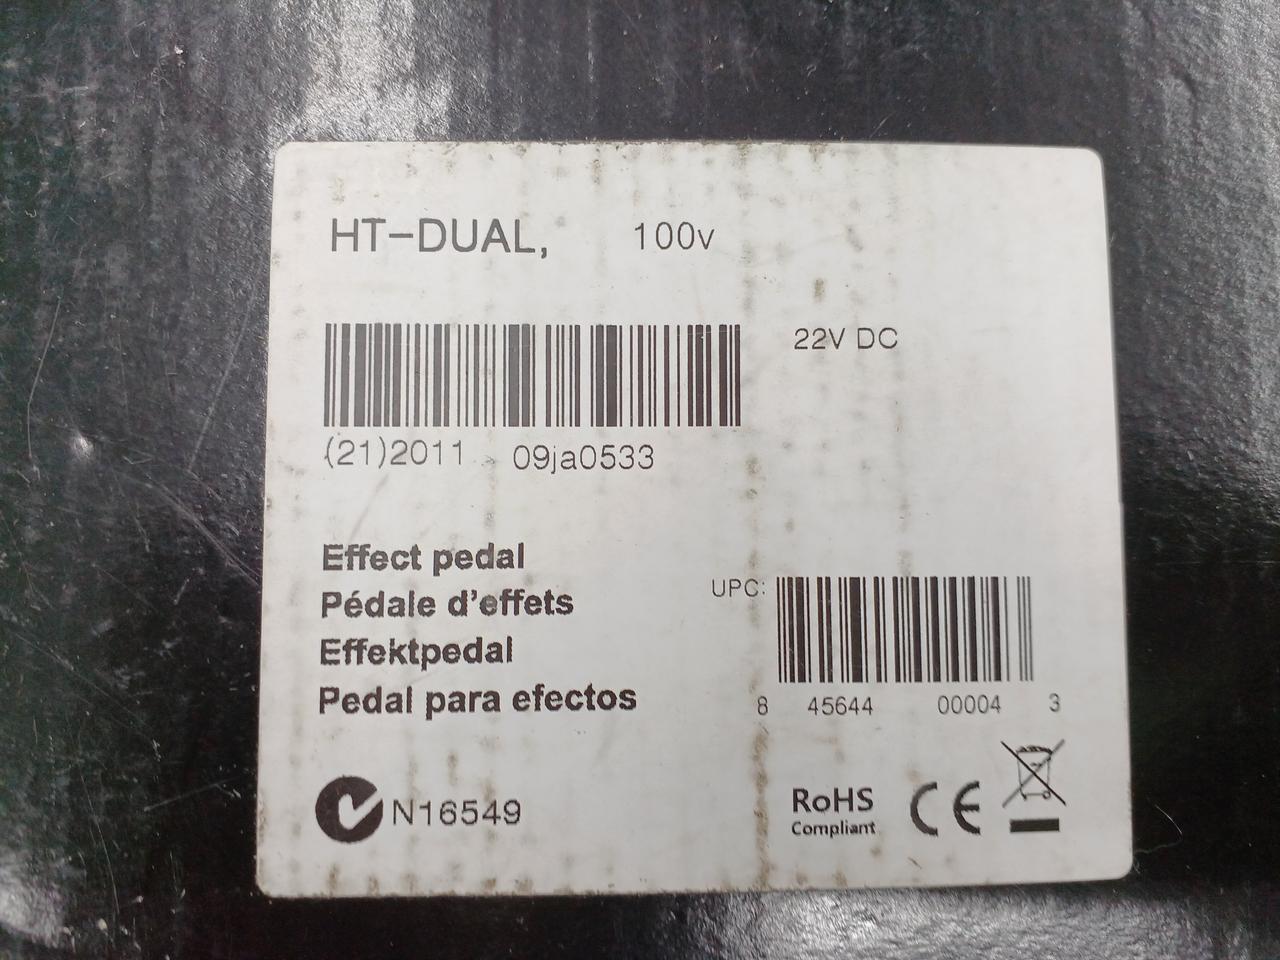 HT-DUAL, 100v
22V DC
(21)2011 09ja0533
Effect pedal
Pédale d'effets
Effektpedal
Pedal para efectos
UPC:
8 45644 00004 3
N16549
RoHS
Compliant
CE